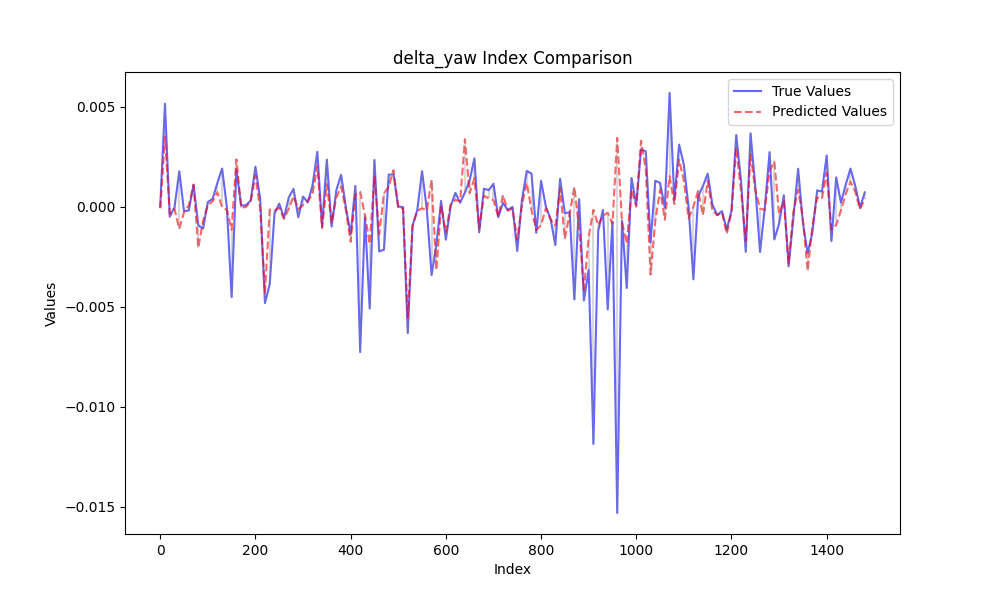 delta_yaw Index Comparison
True Values
Predicted Values
Values
0.005
0.000
−0.005
−0.010
−0.015
0 200 400 600 800 1000 1200 1400
Index